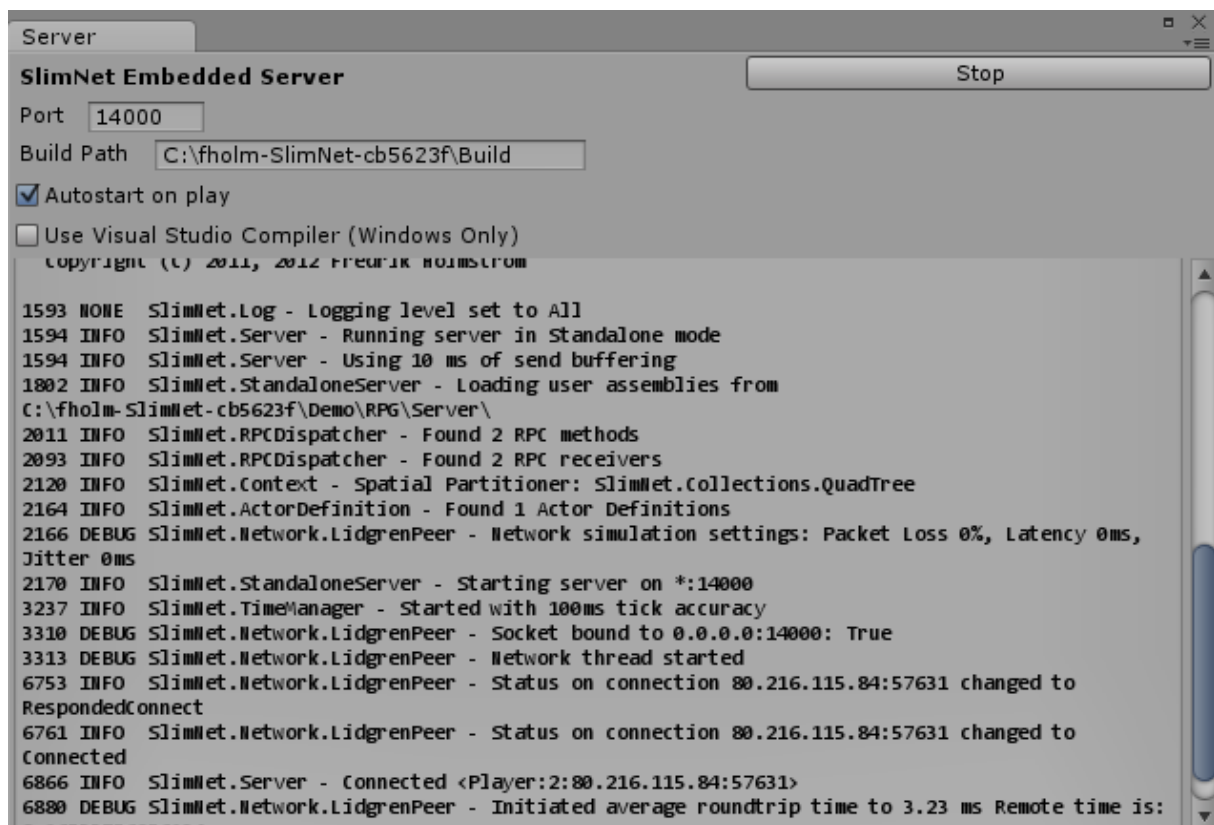 Server
SlimNet Embedded Server
Stop
Port 14000
Build Path C:\fholm-SlimNet-cb5623f\Build
Autostart on play
Use Visual Studio Compiler (Windows Only)
Copyright (C) 2011, 2012 Fredrik Holmstrom
1593 NONE  SlimNet.Log - Logging level set to All
1594 INFO  SlimNet.Server - Running server in Standalone mode
1594 INFO  SlimNet.Server - Using 10 ms of send buffering
1802 INFO  SlimNet.StandaloneServer - Loading user assemblies from
C:\fholm-SlimNet-cb5623f\Demo\RPG\Server\
2011 INFO  SlimNet.RPCDispatcher - Found 2 RPC methods
2093 INFO  SlimNet.RPCDispatcher - Found 2 RPC receivers
2120 INFO  SlimNet.Context - Spatial Partitioner: SlimNet.Collections.QuadTree
2164 INFO  SlimNet.ActorDefinition - Found 1 Actor Definitions
2166 DEBUG SlimNet.Network.LidgrenPeer - Network simulation settings: Packet Loss 0%, Latency 0ms,
Jitter 0ms
2170 INFO  SlimNet.StandaloneServer - Starting server on *:14000
3237 INFO  SlimNet.TimeManager - Started with 100ms tick accuracy
3310 DEBUG SlimNet.Network.LidgrenPeer - Socket bound to 0.0.0.0:14000: True
3313 DEBUG SlimNet.Network.LidgrenPeer - Network thread started
6753 INFO  SlimNet.Network.LidgrenPeer - Status on connection 80.216.115.84:57631 changed to
RespondedConnect
6761 INFO  SlimNet.Network.LidgrenPeer - Status on connection 80.216.115.84:57631 changed to
Connected
6866 INFO  SlimNet.Server - Connected <Player:2:80.216.115.84:57631>
6880 DEBUG SlimNet.Network.LidgrenPeer - Initiated average roundtrip time to 3.23 ms Remote time is: